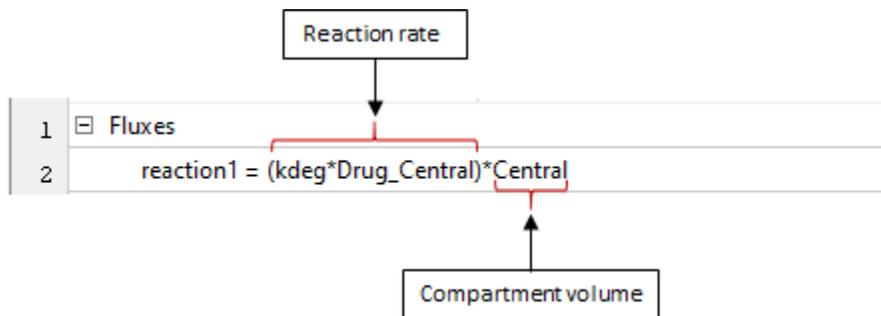 Reaction rate
1 Fluxes
2 reaction1 = (kdeg*Drug_Central)*Central
Compartment volume